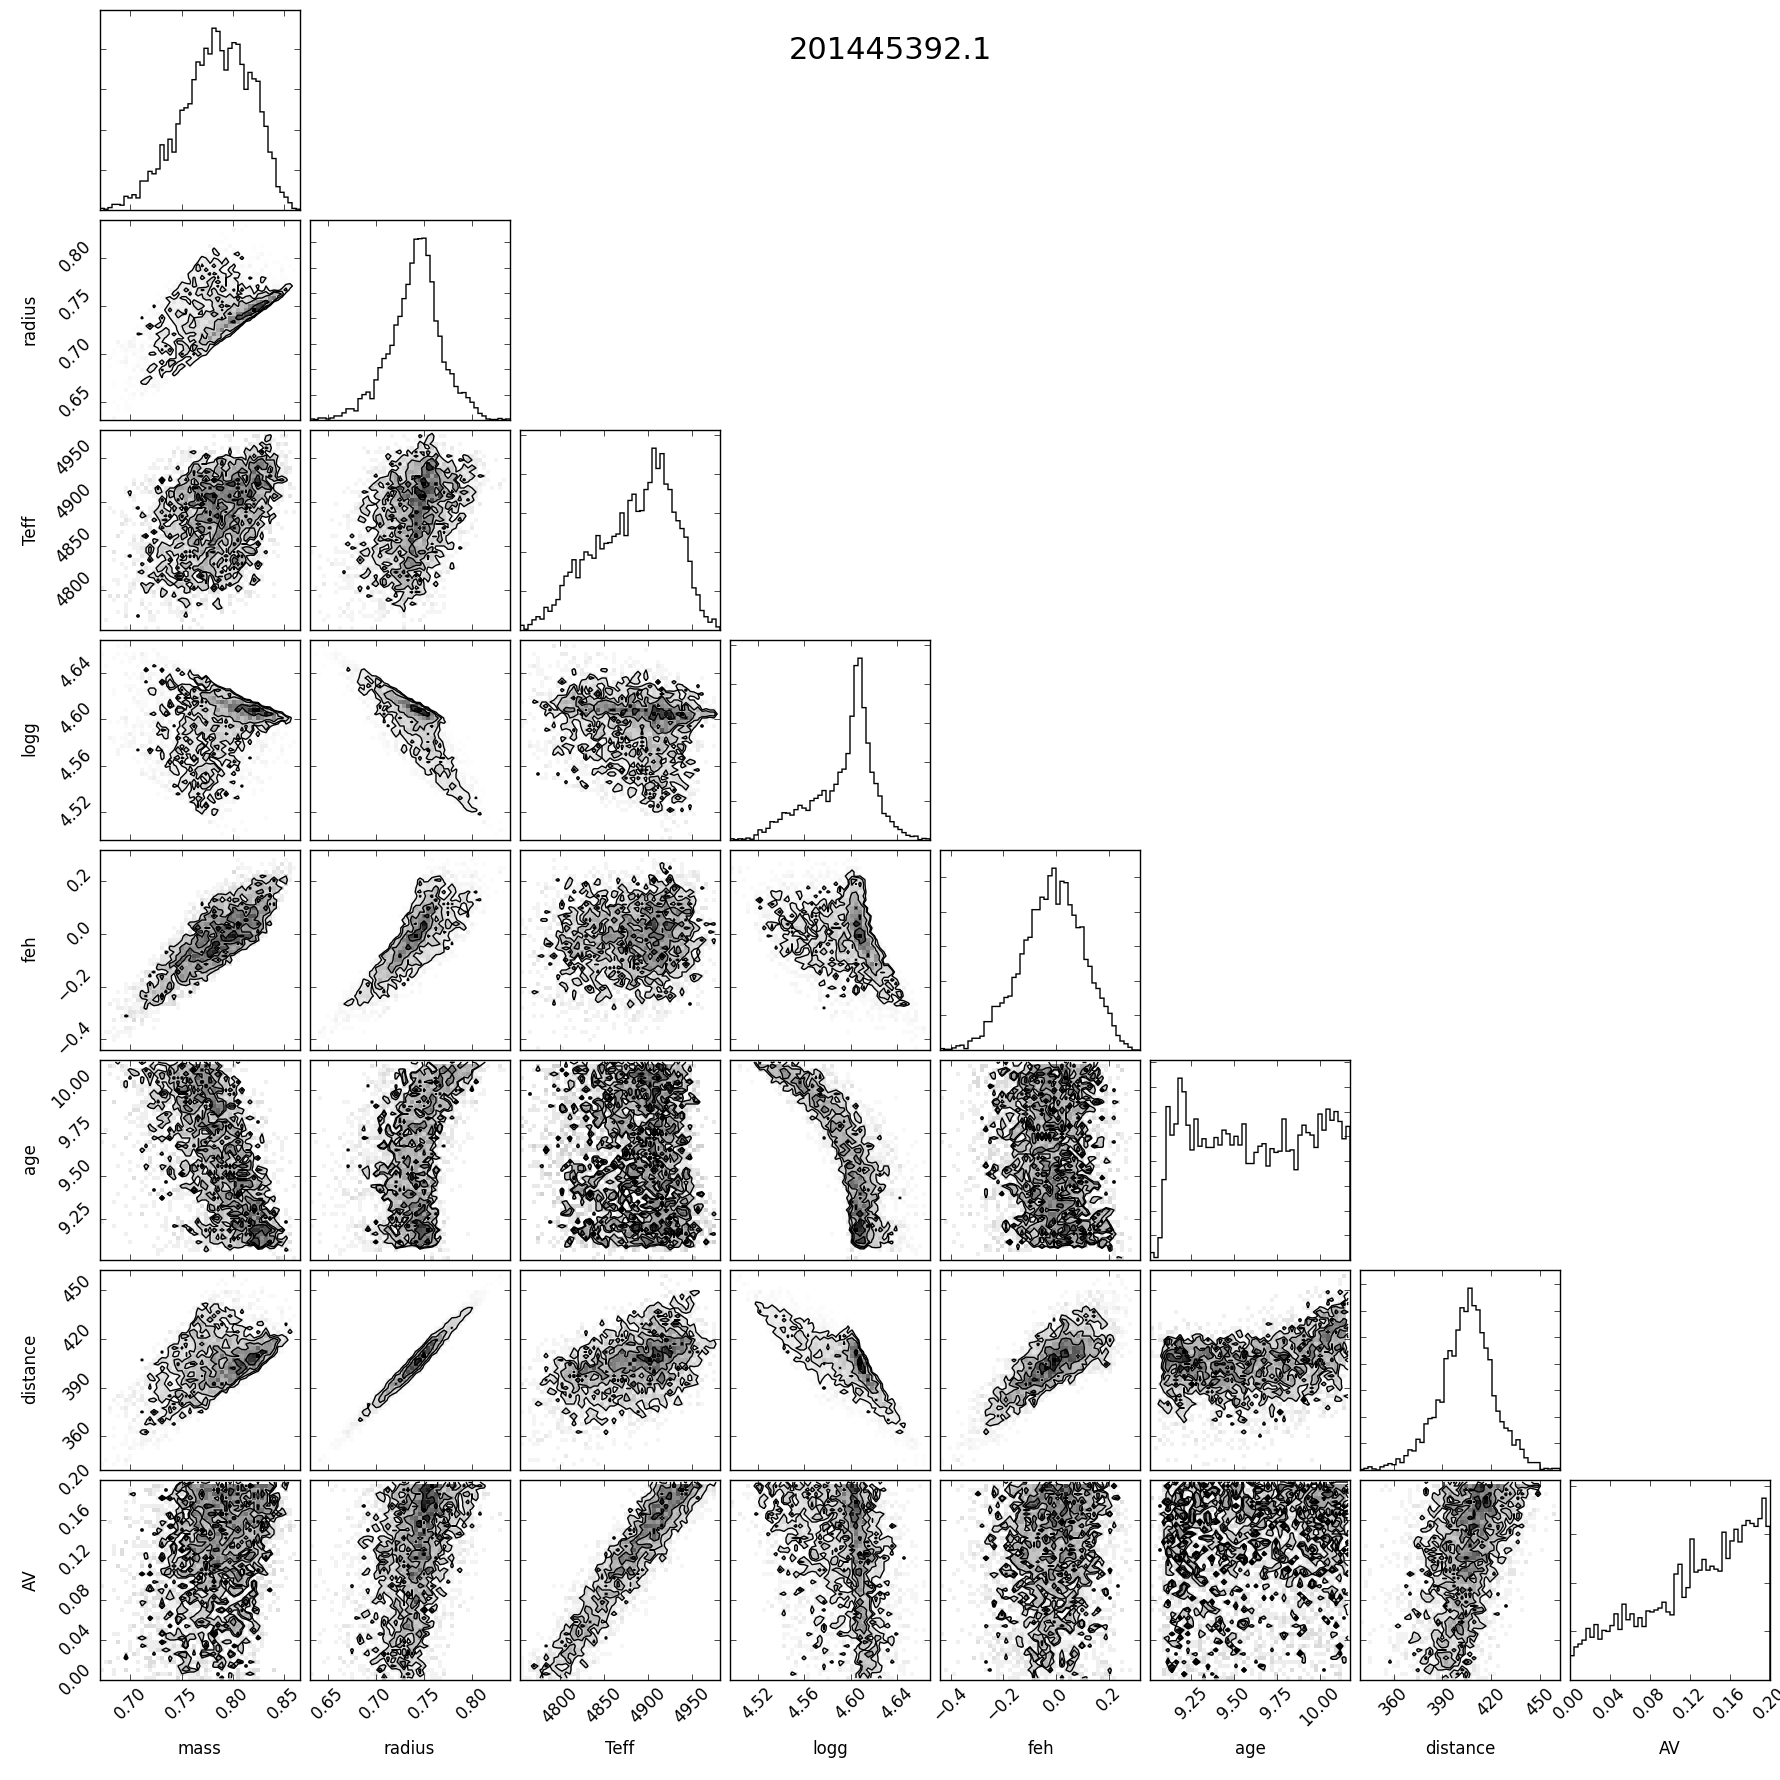 201445392.1
radius
0.80
0.75
0.70
0.65
Teff
4950
4900
4850
4800
logg
4.64
4.60
4.56
4.52
feh
0.2
0.0
−0.2
−0.4
age
10.00
9.75
9.50
9.25
distance
450
420
390
360
AV
0.20
0.16
0.12
0.08
0.04
0.00
0.70 0.75 0.80 0.85
0.65 0.70 0.75 0.80
4800 4850 4900 4950
4.52 4.56 4.60 4.64
−0.4 −0.2 0.0 0.2
9.25 9.50 9.75 10.00
360 390 420 450
0.00 0.04 0.08 0.12 0.16 0.20
mass radius Teff logg feh age distance AV